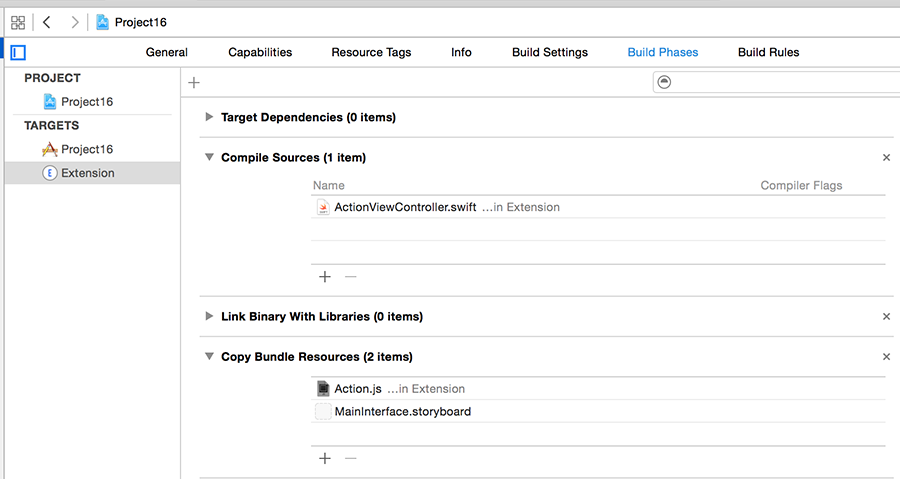 Project16
General Capabilities Resource Tags Info Build Settings Build Phases Build Rules
PROJECT
Project16
TARGETS
Project16
E Extension
Target Dependencies (0 items)
Compile Sources (1 item)
Name Compiler Flags
ActionViewController.swift ...in Extension
Link Binary With Libraries (0 items)
Copy Bundle Resources (2 items)
Action.js ...in Extension
MainInterface.storyboard